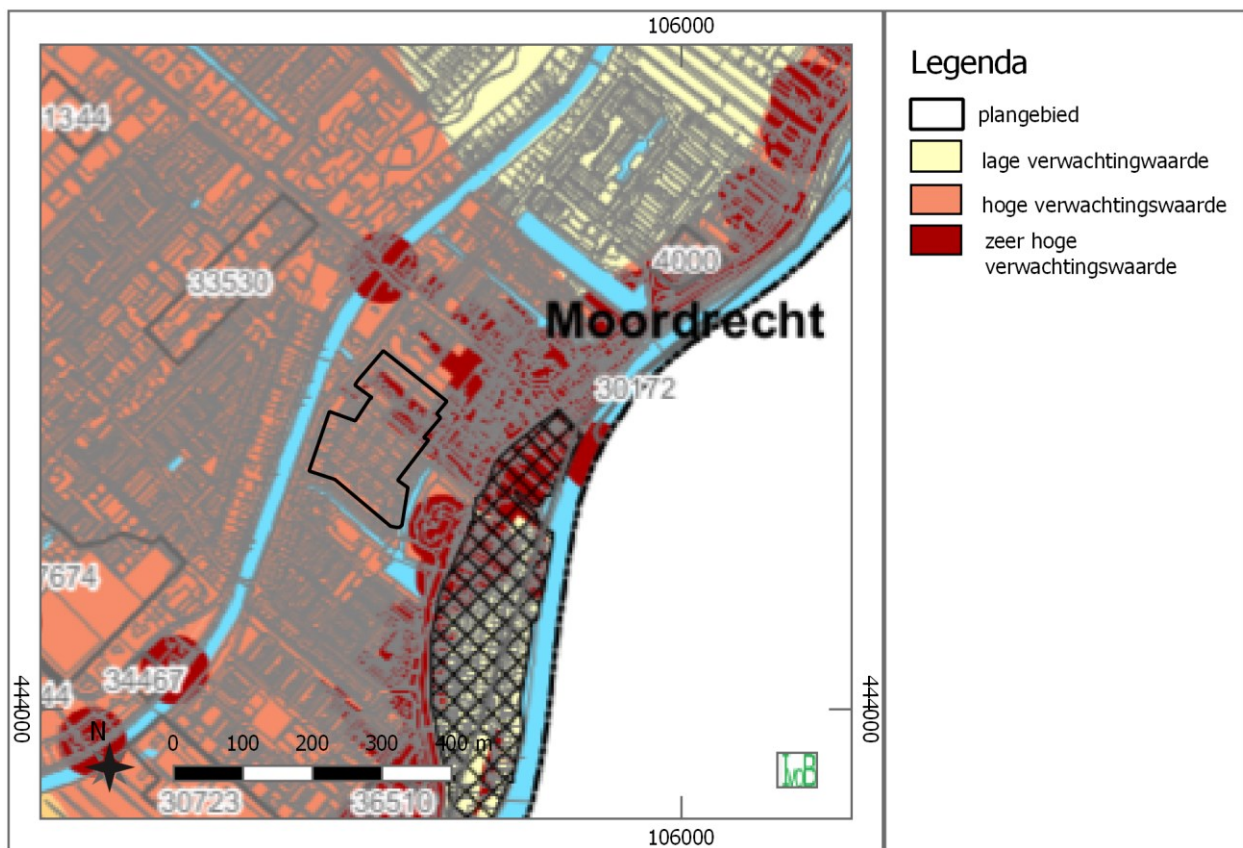 106000
Legenda
plangebied
lage verwachtingwaarde
hoge verwachtingswaarde
zeer hoge
verwachtingswaarde
1344
33530
4000
Moordrecht
30172
7674
34467
44
444000
444000
N
0 100 200 300 400 m
30723
36510
106000